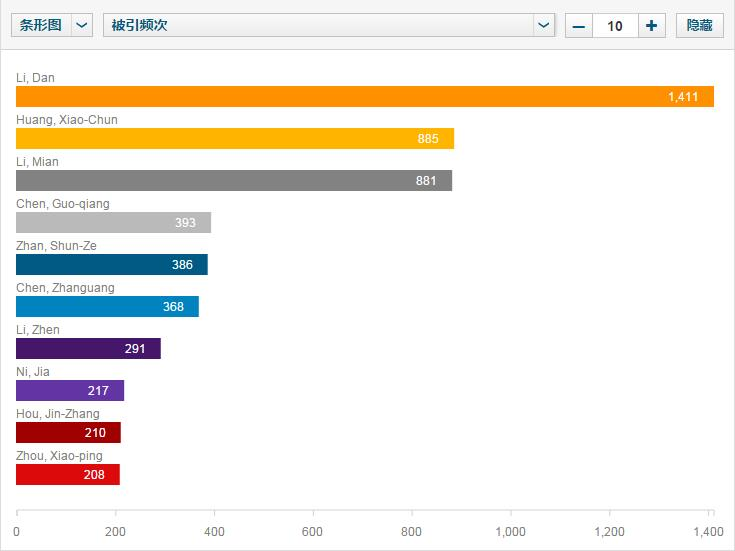 条形图 被引频次 10 隐藏
Li, Dan
1,411
Huang, Xiao-Chun
885
Li, Mian
881
Chen, Guo-qiang
393
Zhan, Shun-Ze
386
Chen, Zhanguang
368
Li, Zhen
291
Ni, Jia
217
Hou, Jin-Zhang
210
Zhou, Xiao-ping
208
0 200 400 600 800 1,000 1,200 1,400